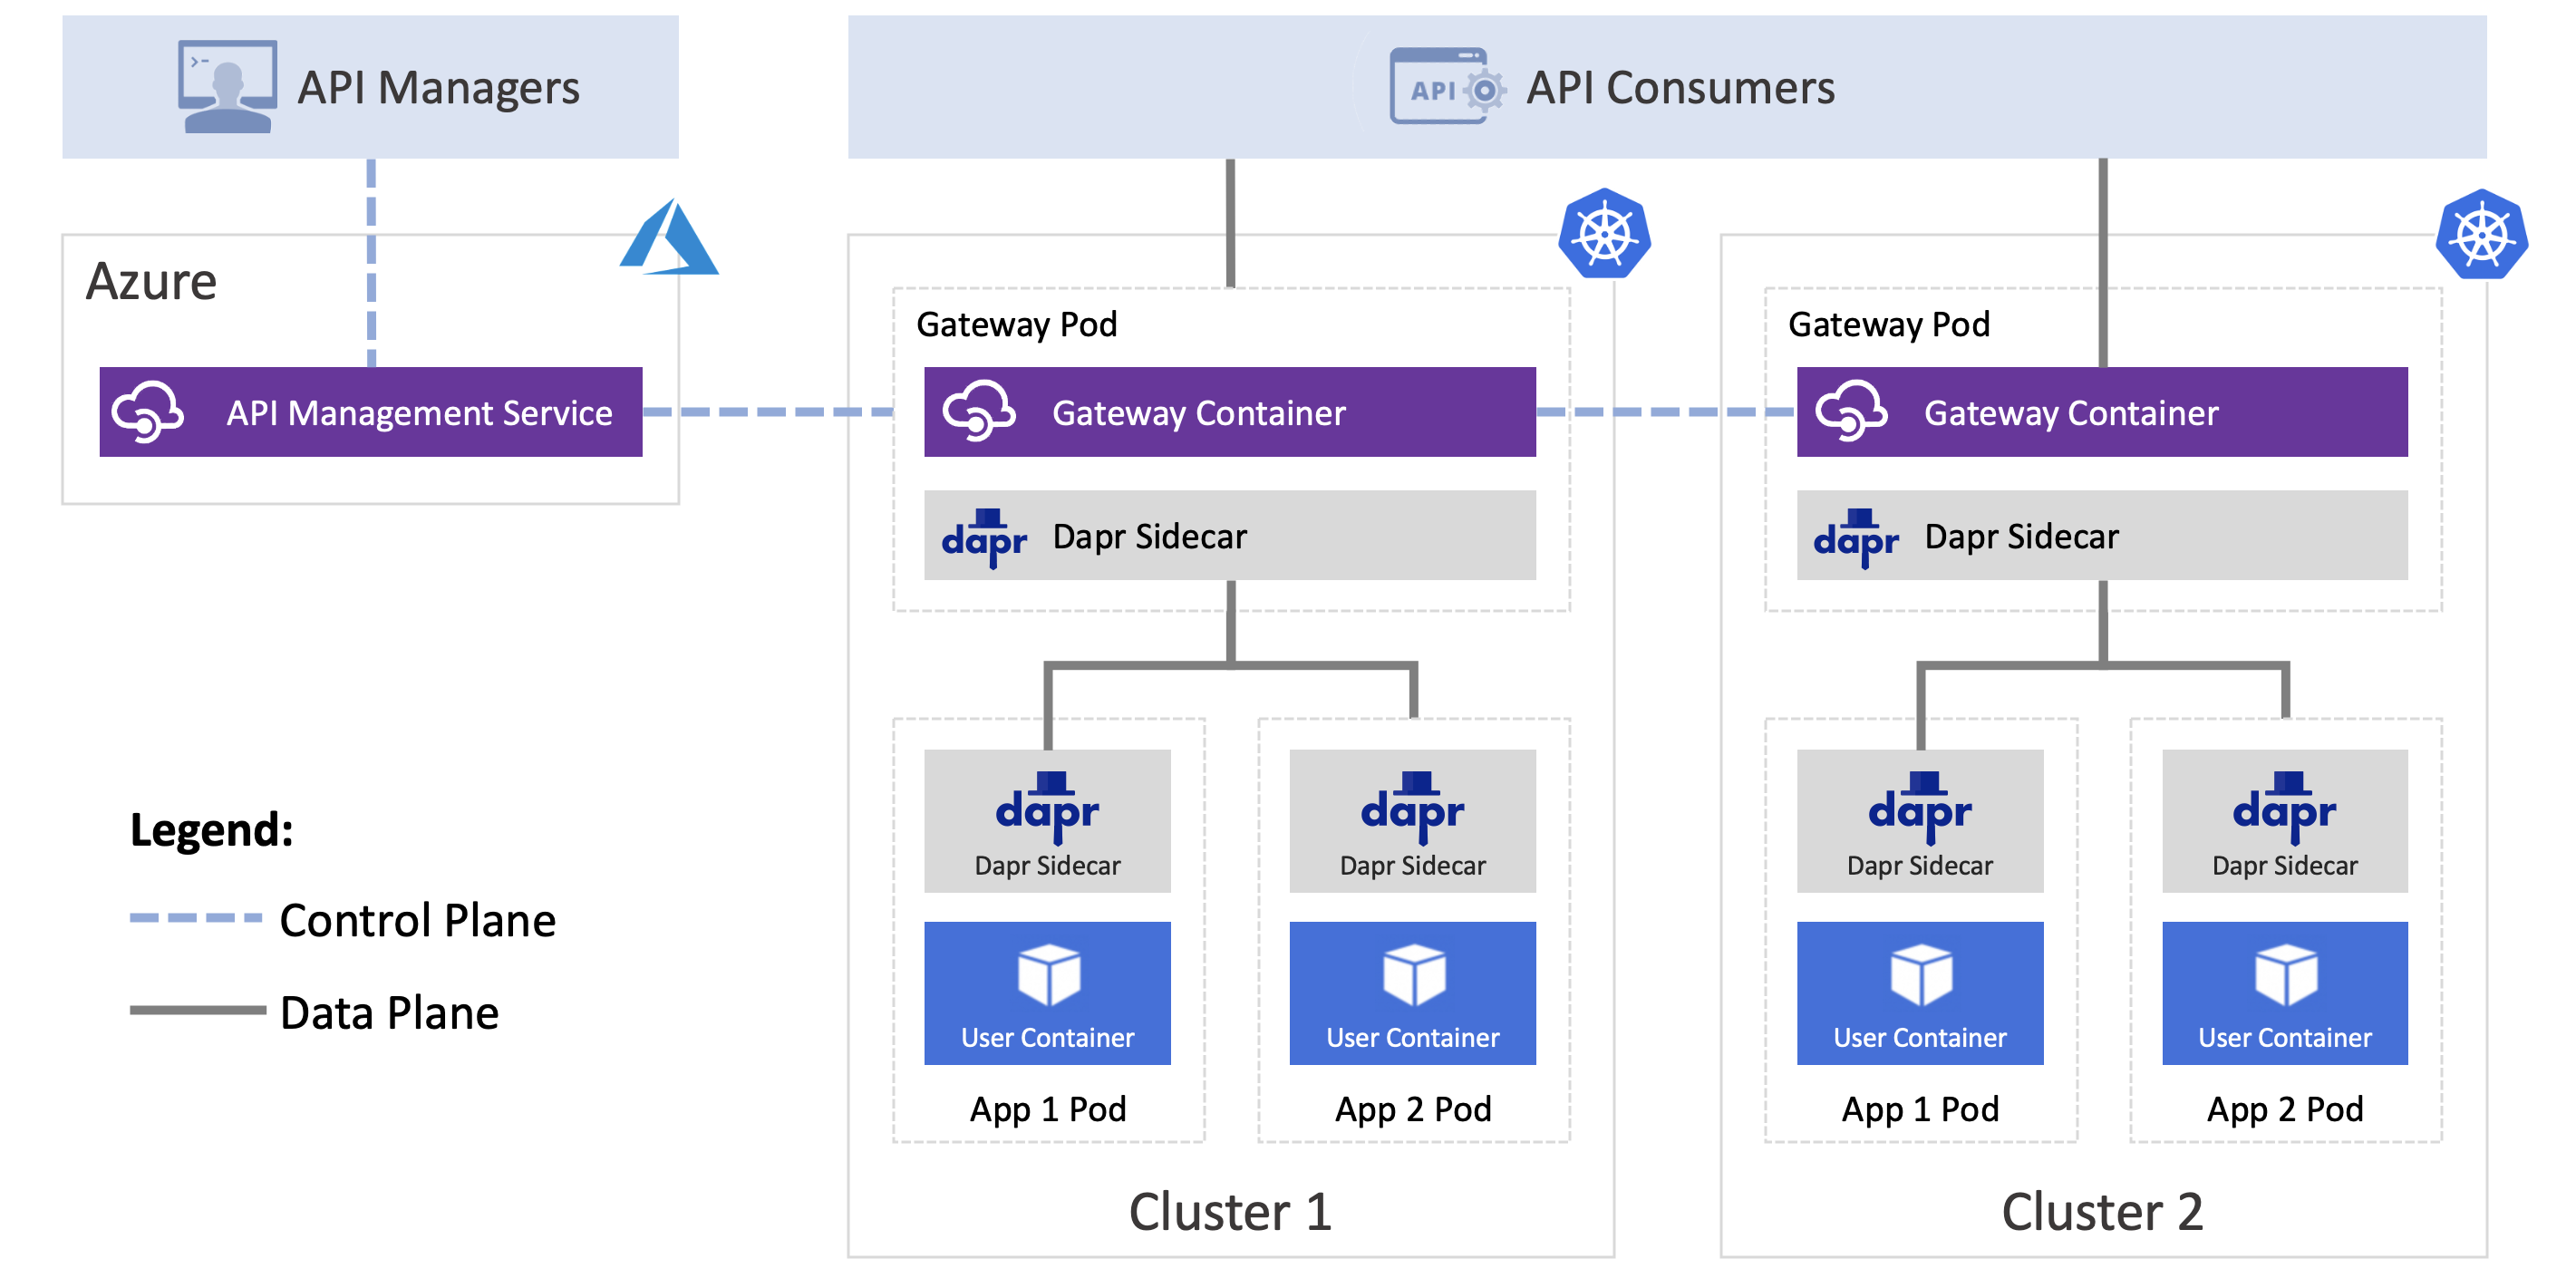 >-
API Managers
API
API Consumers
Azure
API Management Service
Gateway Pod
Gateway Container
dapr
Dapr Sidecar
dapr
Dapr Sidecar
User Container
App 1 Pod
dapr
Dapr Sidecar
User Container
App 2 Pod
Cluster 1
Gateway Pod
Gateway Container
dapr
Dapr Sidecar
dapr
Dapr Sidecar
User Container
App 1 Pod
dapr
Dapr Sidecar
User Container
App 2 Pod
Cluster 2
Legend:
Control Plane
Data Plane